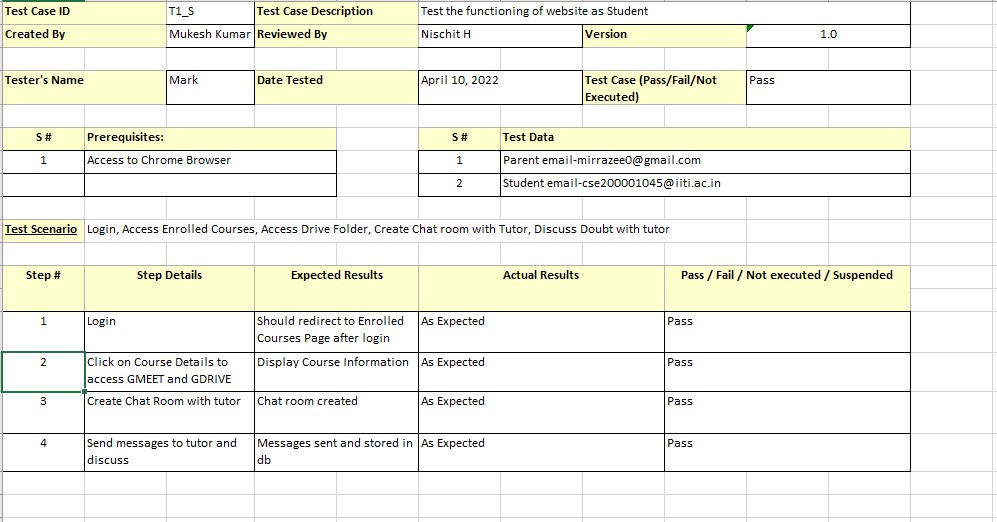 Test Case ID T1_S Test Case Description Test the functioning of website as Student
Created By Mukesh Kumar Reviewed By Nischit H Version 1.0
Tester's Name Mark Date Tested April 10, 2022 Test Case (Pass/Fail/Not Pass
Executed)
S # Prerequisites: S # Test Data
1 Access to Chrome Browser 1 Parent email-mirrazee0@gmail.com
2 Student email-cse200001045@iiti.ac.in
Test Scenario Login, Access Enrolled Courses, Access Drive Folder, Create Chat room with Tutor, Discuss Doubt with tutor
Step # Step Details Expected Results Actual Results Pass / Fail / Not executed / Suspended
1 Login Should redirect to Enrolled As Expected Pass
Courses Page after login
2 Click on Course Details to Display Course Information As Expected Pass
access GMEET and GDRIVE
3 Create Chat Room with tutor Chat room created As Expected Pass
4 Send messages to tutor and Messages sent and stored in As Expected Pass
discuss db